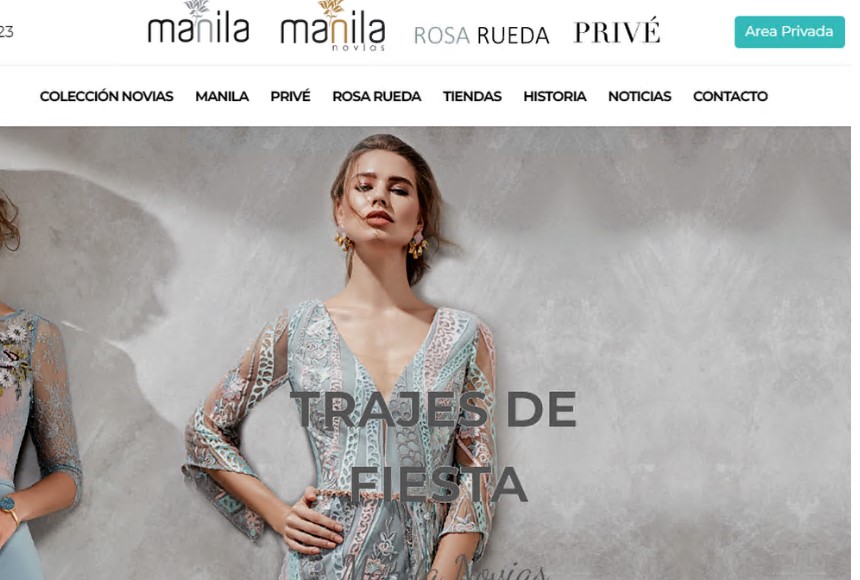 23
manila
manila
novias
ROSA RUEDA
PRIVÉ
Area Privada
COLECCIÓN NOVIAS MANILA PRIVÉ ROSA RUEDA TIENDAS HISTORIA NOTICIAS CONTACTO
TRAJES DE
FIESTA
Manila Novias